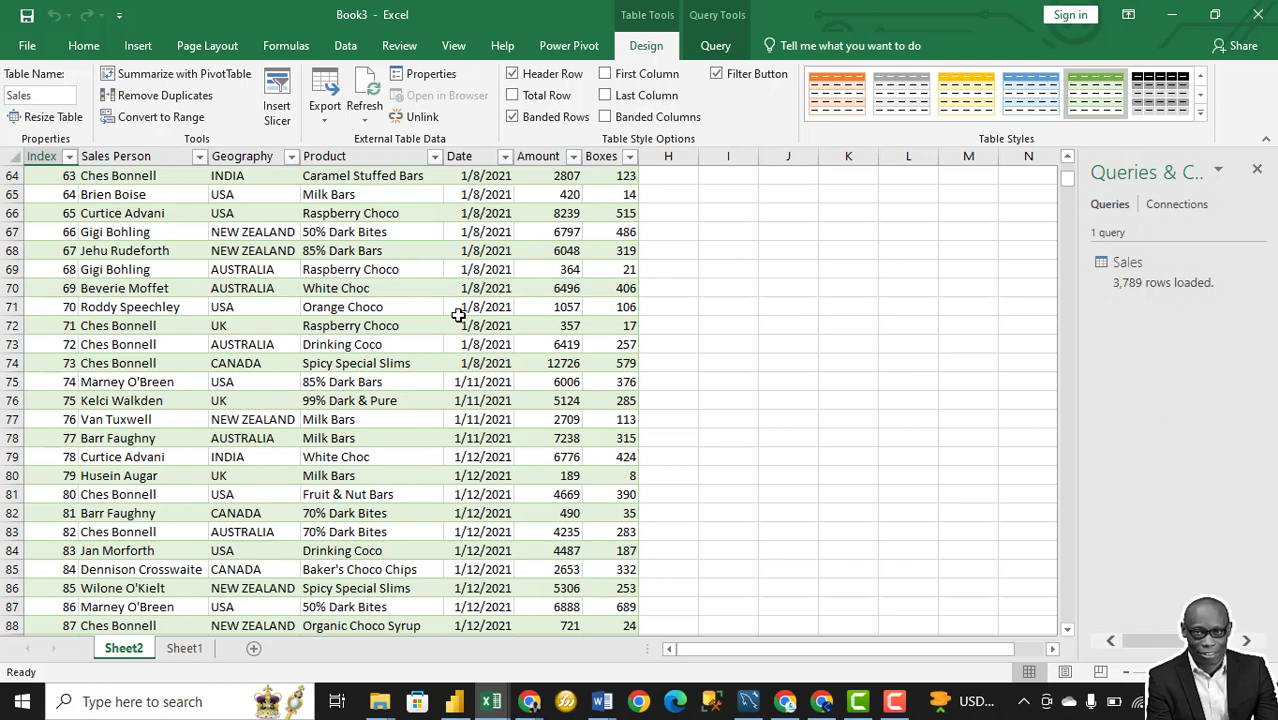 Book3 - Excel
Table Tools
Query Tools
Sign in
File Home Insert Page Layout Formulas Data Review View Help Power Pivot Design Query Tell me what you want to do Share
Table Name:
Sales
Resize Table
Properties
Summarize with PivotTable
Remove Duplicates
Convert to Range
Tools
Insert
Slicer
Export
Refresh
Properties
Open in Browser
Unlink
External Table Data
Header Row
Total Row
Banded Rows
First Column
Last Column
Banded Columns
Filter Button
Table Style Options
Table Styles
Index Sales Person Geography Product Date Amount Boxes H I J K L M N
64 63 Ches Bonnell INDIA Caramel Stuffed Bars 1/8/2021 2807 123
65 64 Brien Boise USA Milk Bars 1/8/2021 420 14
66 65 Curtice Advani USA Raspberry Choco 1/8/2021 8239 515
67 66 Gigi Bohling NEW ZEALAND 50% Dark Bites 1/8/2021 6797 486
68 67 Jehu Rudeforth NEW ZEALAND 85% Dark Bars 1/8/2021 6048 319
69 68 Gigi Bohling AUSTRALIA Raspberry Choco 1/8/2021 364 21
70 69 Beverie Moffet AUSTRALIA White Choc 1/8/2021 6496 406
71 70 Roddy Speechley USA Orange Choco 1/8/2021 1057 106
72 71 Ches Bonnell UK Raspberry Choco 1/8/2021 357 17
73 72 Ches Bonnell AUSTRALIA Drinking Coco 1/8/2021 6419 257
74 73 Ches Bonnell CANADA Spicy Special Slims 1/8/2021 12726 579
75 74 Marney O'Breen USA 85% Dark Bars 1/11/2021 6006 376
76 75 Kelci Walkden UK 99% Dark & Pure 1/11/2021 5124 285
77 76 Van Tuxwell NEW ZEALAND Milk Bars 1/11/2021 2709 113
78 77 Barr Faughny AUSTRALIA Milk Bars 1/11/2021 7238 315
79 78 Curtice Advani INDIA White Choc 1/12/2021 6776 424
80 79 Husein Augar UK Milk Bars 1/12/2021 189 8
81 80 Ches Bonnell USA Fruit & Nut Bars 1/12/2021 4669 390
82 81 Barr Faughny CANADA 70% Dark Bites 1/12/2021 490 35
83 82 Ches Bonnell AUSTRALIA 70% Dark Bites 1/12/2021 4235 283
84 83 Jan Morforth USA Drinking Coco 1/12/2021 4487 187
85 84 Dennison Crosswaite CANADA Baker's Choco Chips 1/12/2021 2653 332
86 85 Wilone O'Kielt NEW ZEALAND Spicy Special Slims 1/12/2021 5306 253
87 86 Marney O'Breen USA 50% Dark Bites 1/12/2021 6888 689
88 87 Ches Bonnell NEW ZEALAND Organic Choco Syrup 1/12/2021 721 24
Queries & C...
Queries Connections
1 query
Sales
3,789 rows loaded.
Sheet2 Sheet1
Ready
Type here to search
USD...